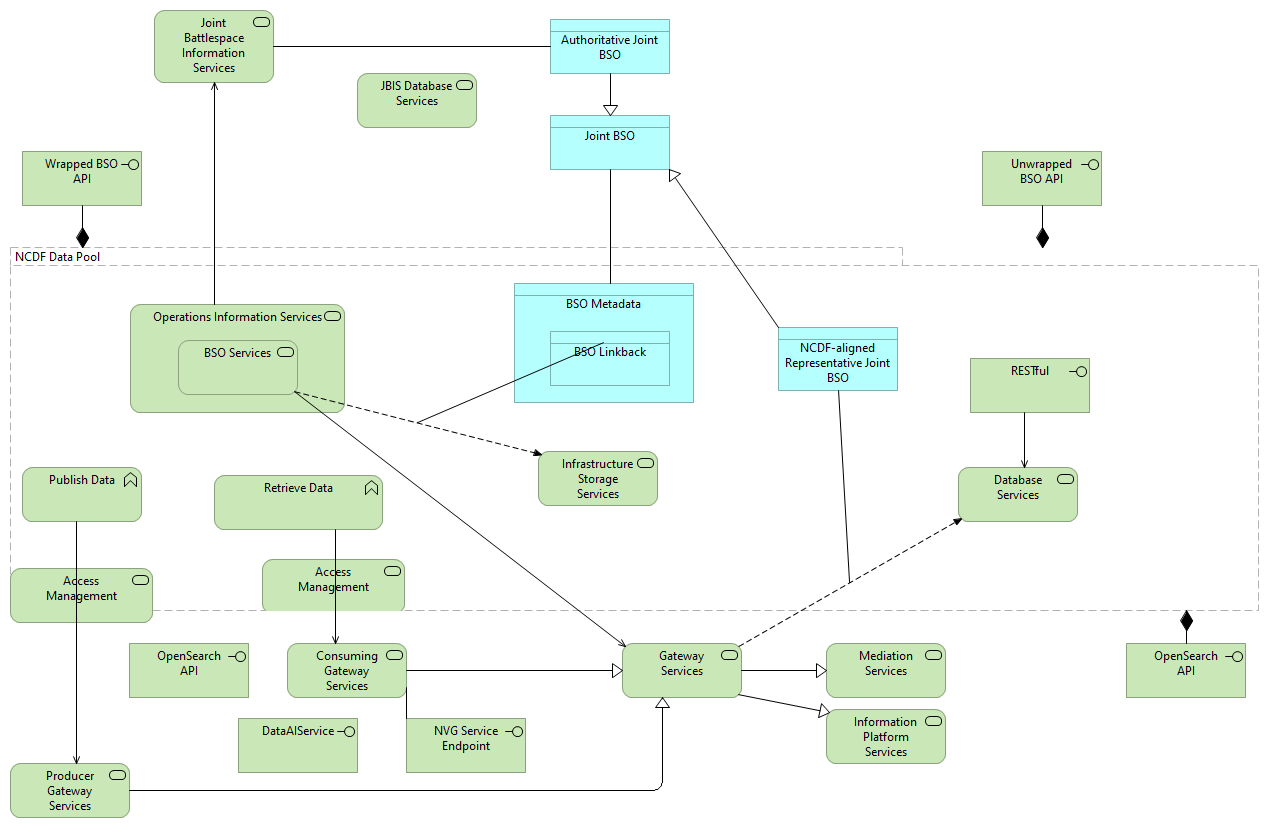 Joint
Battlespace
Information
Services
Authoritative Joint
BSO
JBIS Database
Services
Joint BSO
Wrapped BSO
API
Unwrapped
BSO API
NCDF Data Pool
Operations Information Services
BSO Services
BSO Metadata
BSO Linkback
NCDF-aligned
Representative Joint
BSO
RESTful
Infrastructure
Storage
Services
Database
Services
Publish Data
Retrieve Data
Access
Management
Access
Management
OpenSearch
API
Consuming
Gateway
Services
Gateway
Services
Mediation
Services
OpenSearch
API
DataAIService
NVG Service
Endpoint
Information
Platform
Services
Producer
Gateway
Services